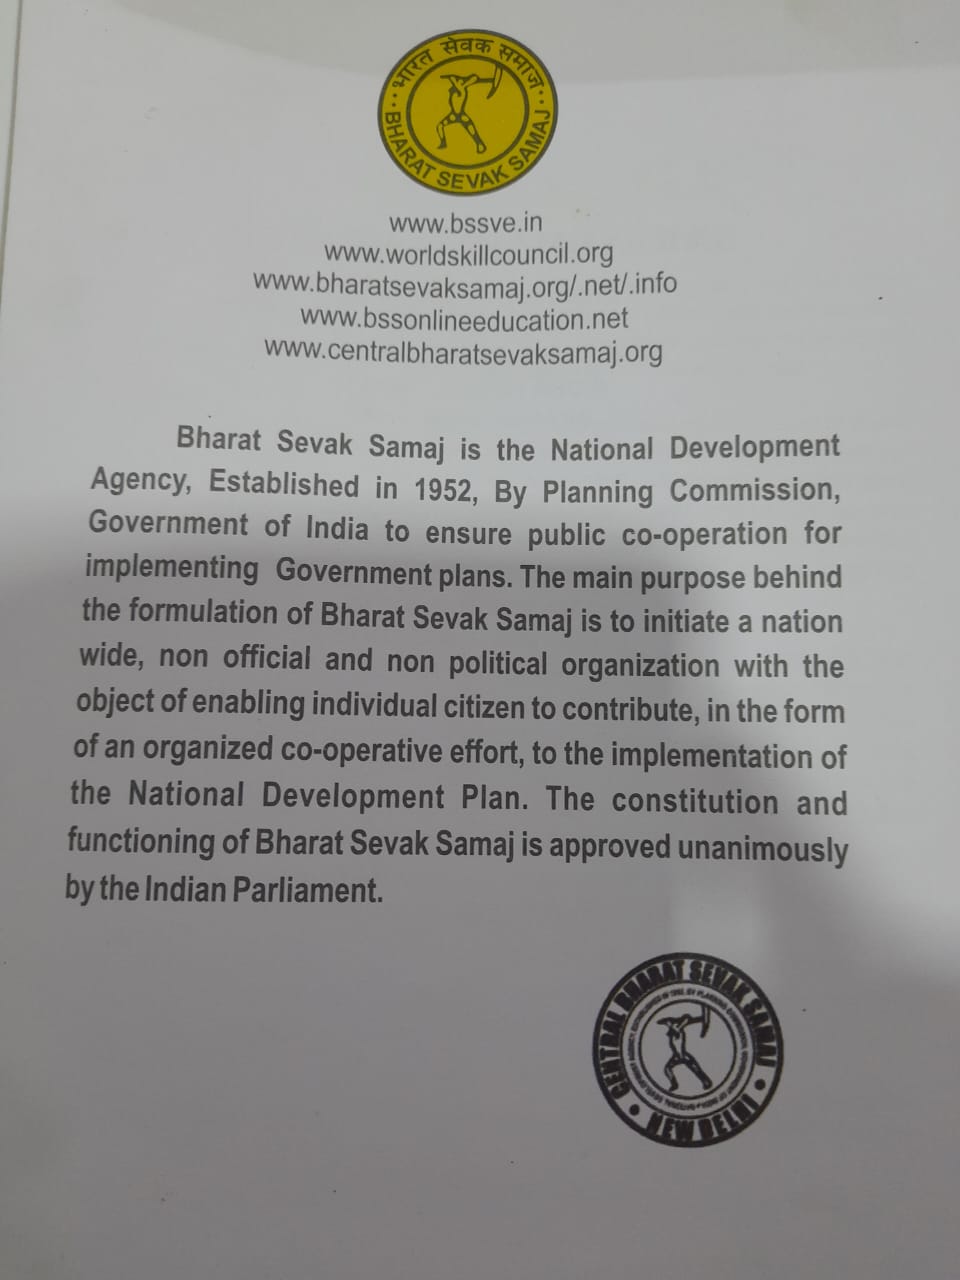 भारत सेवक समाज
BHARAT SEVAK SAMAJ
www.bssve.in
www.worldskillcouncil.org
www.bharatsevaksamaj.org/.net/.info
www.bssonlineeducation.net
www.centralbharatsevaksamaj.org
Bharat Sevak Samaj is the National Development
Agency, Established in 1952, By Planning Commission,
Government of India to ensure public co-operation for
implementing Government plans. The main purpose behind
the formulation of Bharat Sevak Samaj is to initiate a nation
wide, non official and non political organization with the
object of enabling individual citizen to contribute, in the form
of an organized co-operative effort, to the implementation of
the National Development Plan. The constitution and
functioning of Bharat Sevak Samaj is approved unanimously
by the Indian Parliament.
CENTRAL BHARAT SEVAK SAMAJ
NEW DELHI